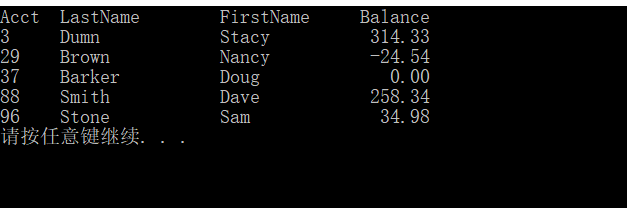 Acct LastName FirstName Balance
3 Dumn Stacy 314.33
29 Brown Nancy -24.54
37 Barker Doug 0.00
88 Smith Dave 258.34
96 Stone Sam 34.98
请按任意键继续. . .